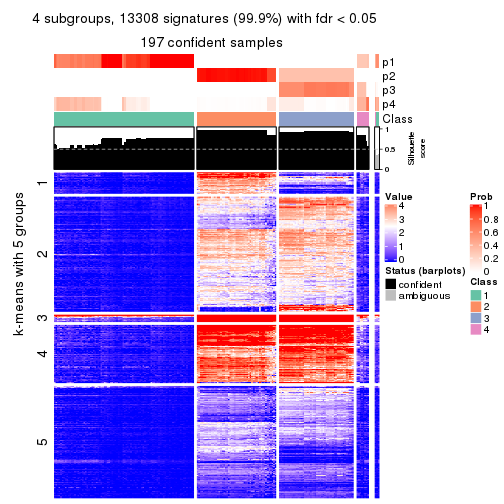 4 subgroups, 13308 signatures (99.9%) with fdr < 0.05
197 confident samples
p1
p2
p3
p4
Class
1
0.5
0
Silhouette
score
k-means with 5 groups
1
2
3
4
5
Value
4
3
2
1
0
Status (barplots)
confident
ambiguous
Prob
1
0.8
0.6
0.4
0.2
0
Class
1
2
3
4